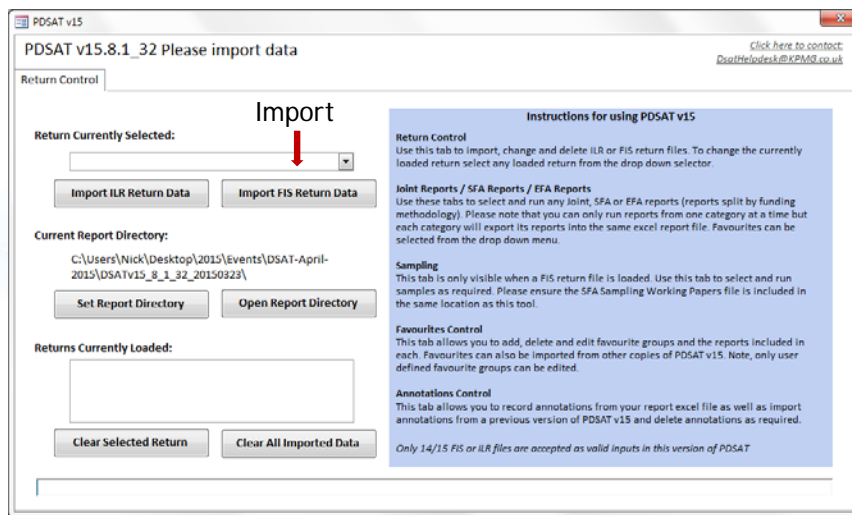 PDSAT v15
PDSAT v15.8.1_32 Please import data
Click here to contact:
DsatHelpdesk@KPMG.co.uk
Return Control
Import
Return Currently Selected:
Import ILR Return Data
Import FIS Return Data
Current Report Directory:
C:\Users\Nick\Desktop\2015\Events\DSAT-April-
2015\DSATv15_8_1_32_20150323\
Set Report Directory
Open Report Directory
Returns Currently Loaded:
Clear Selected Return
Clear All Imported Data
Instructions for using PDSAT v15
Return Control
Use this tab to import, change and delete ILR or FIS return files. To change the currently
loaded return select any loaded return from the drop down selector.
Joint Reports / SFA Reports / EFA Reports
Use these tabs to select and run any Joint, SFA or EFA reports (reports split by funding
methodology). Please note that you can only run reports from one category at a time but
each category will export its reports into the same excel report file. Favourites can be
selected from the drop down menu.
Sampling
This tab is only visible when a FIS return file is loaded. Use this tab to select and run
samples as required. Please ensure the SFA Sampling Working Papers file is included in
the same location as this tool.
Favourites Control
This tab allows you to add, delete and edit favourite groups and the reports included in
each. Favourites can also be imported from other copies of PDSAT v15. Note, only user
defined favourite groups can be edited.
Annotations Control
This tab allows you to record annotations from your report excel file as well as import
annotations from a previous version of PDSAT v15 and delete annotations as required.
Only 14/15 FIS or ILR files are accepted as valid inputs in this version of PDSAT